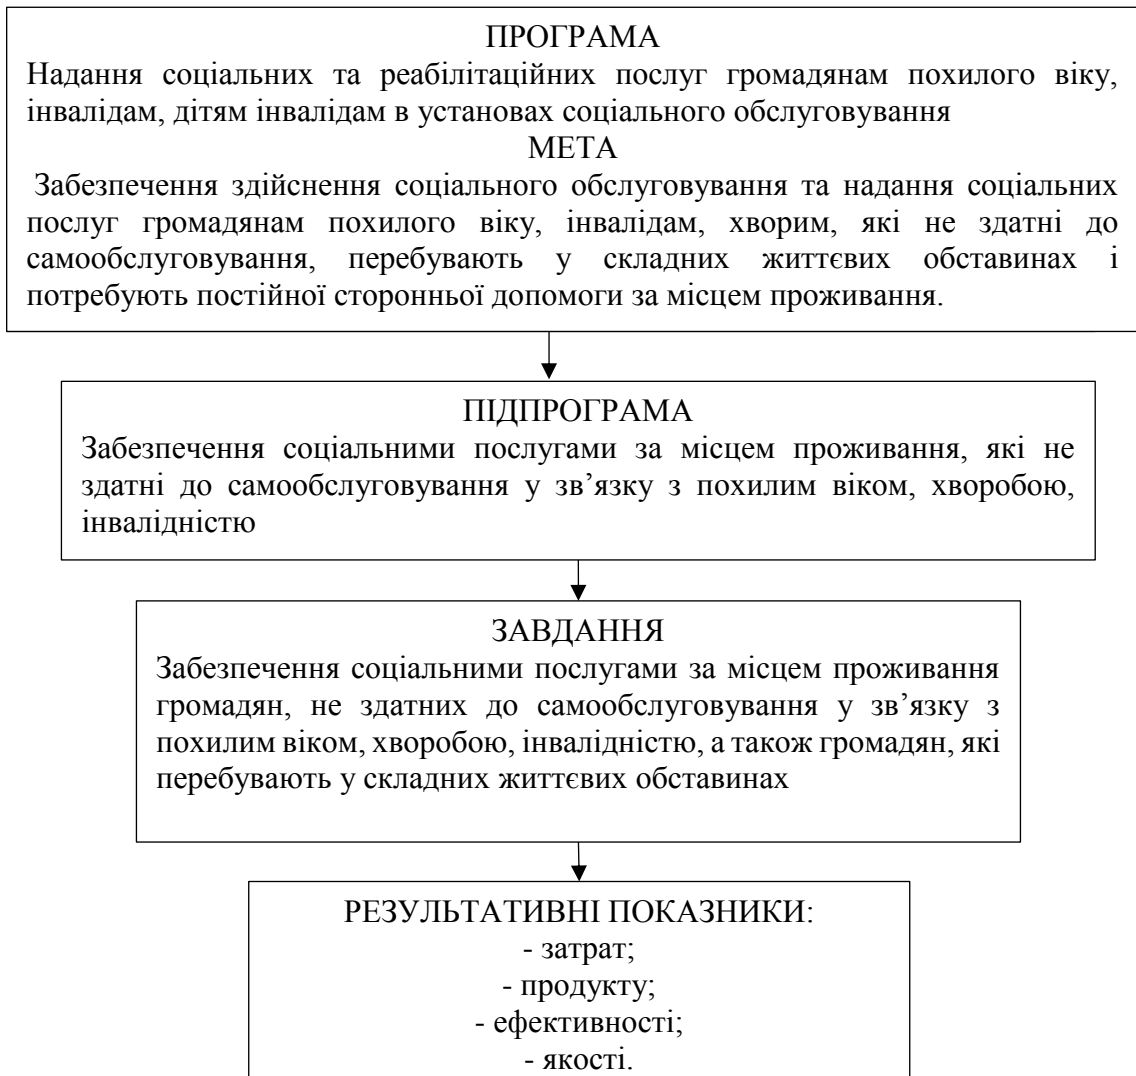 ПРОГРАМА
Надання соціальних та реабілітаційних послуг громадянам похилого віку,
інвалідам, дітям інвалідам в установах соціального обслуговування
МЕТА
Забезпечення здійснення соціального обслуговування та надання соціальних
послуг громадянам похилого віку, інвалідам, хворим, які не здатні до
самообслуговування, перебувають у складних життєвих обставинах і
потребують постійної сторонньої допомоги за місцем проживання.
ПІДПРОГРАМА
Забезпечення соціальними послугами за місцем проживання, які не
здатні до самообслуговування у зв’язку з похилим віком, хворобою,
інвалідністю
ЗАВДАННЯ
Забезпечення соціальними послугами за місцем проживання
громадян, не здатних до самообслуговування у зв’язку з
похилим віком, хворобою, інвалідністю, а також громадян, які
перебувають у складних життєвих обставинах
РЕЗУЛЬТАТИВНІ ПОКАЗНИКИ:
- затрат;
- продукту;
- ефективності;
- якості.